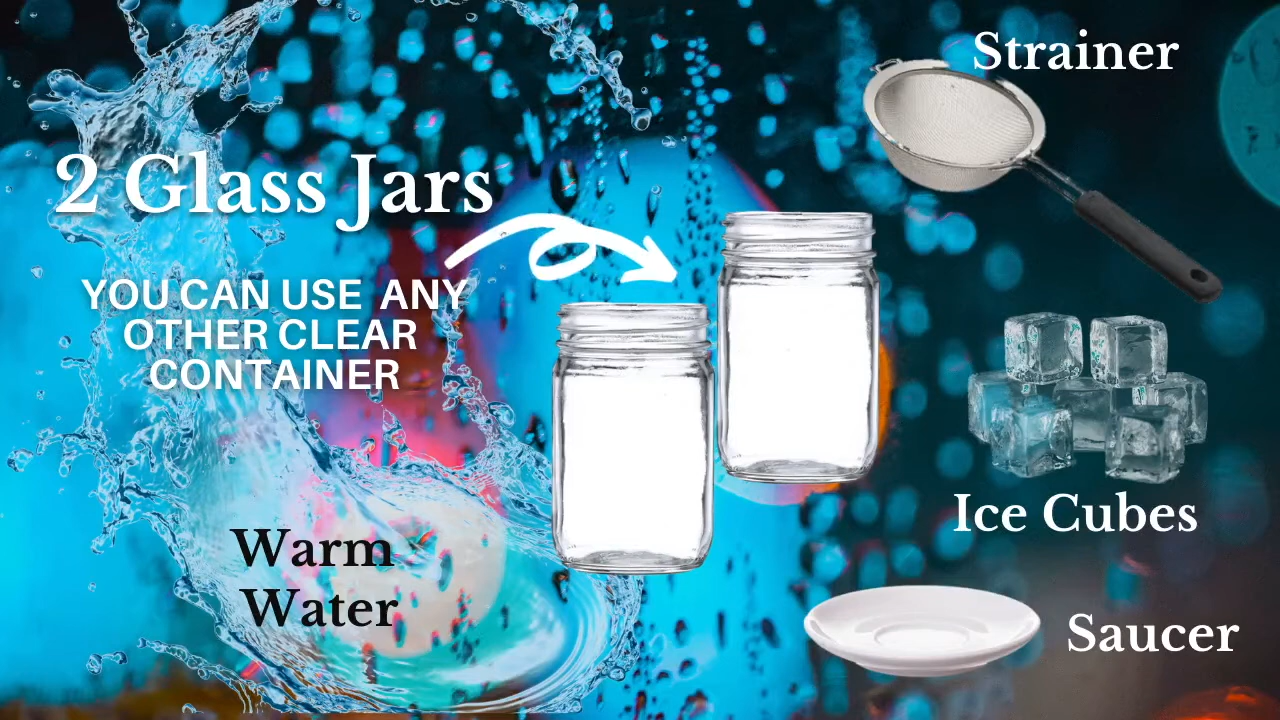 Strainer
2 Glass Jars
YOU CAN USE ANY
OTHER CLEAR
CONTAINER
Ice Cubes
Warm
Water
Saucer